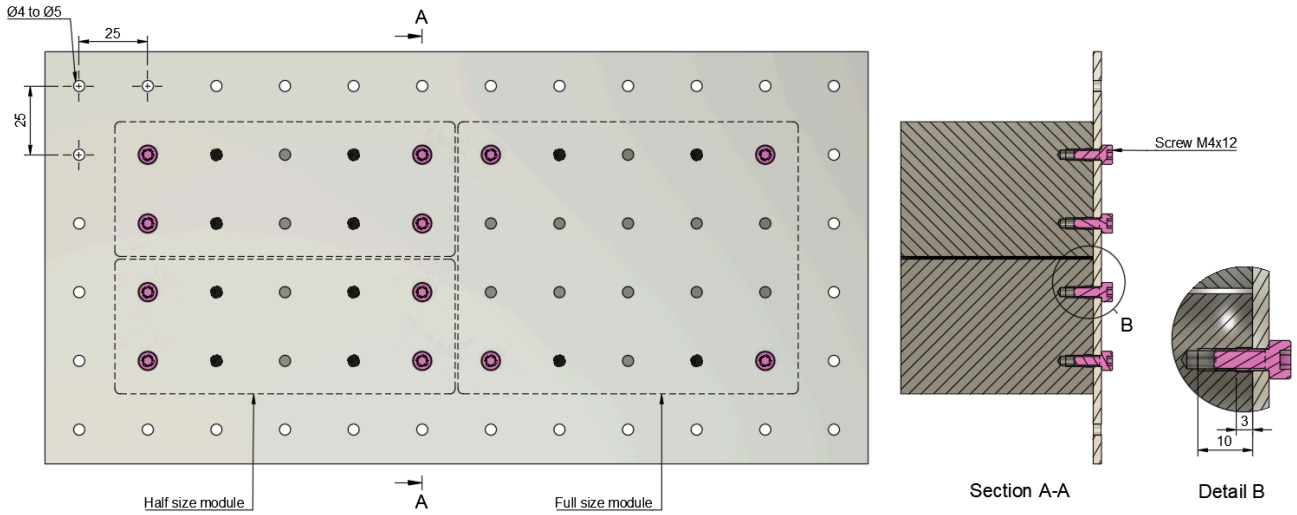 Ø4 to Ø5
25
A
25
Screw M4x12
B
3
10
A
Half size module
Full size module
Section A-A
Detail B